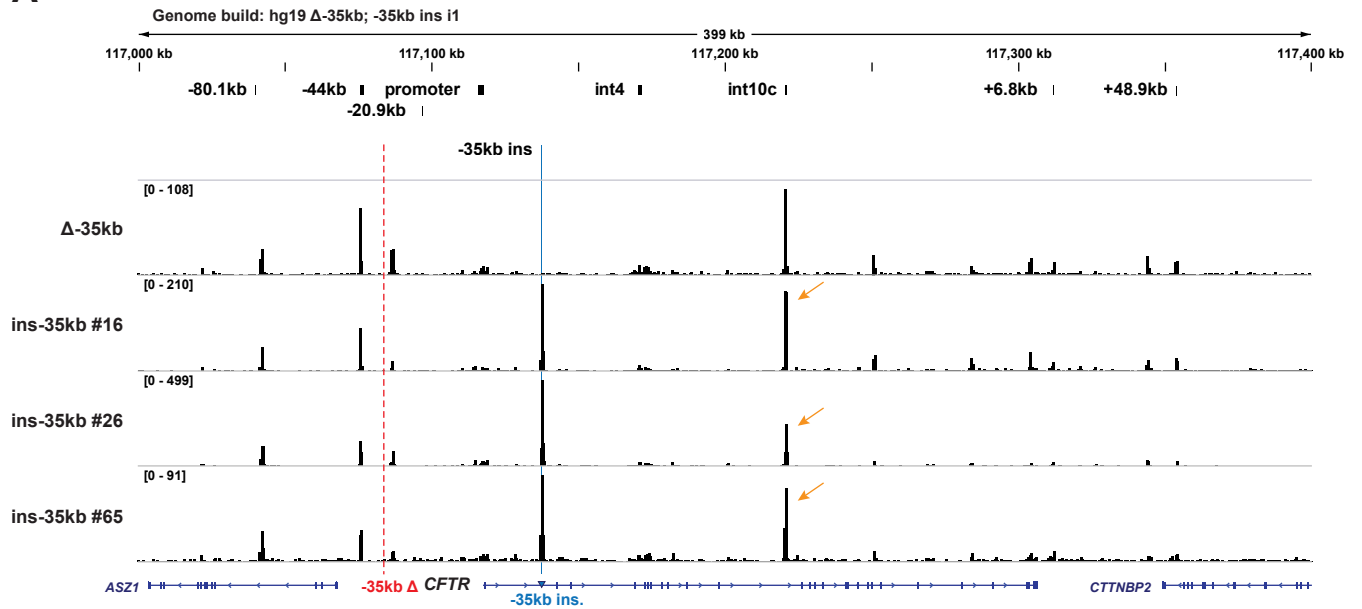 Genome build: hg19 Δ-35kb; -35kb ins i1
399 kb
117,000 kb 117,100 kb 117,200 kb 117,300 kb 117,400 kb
-80.1kb -44kb promoter int4 int10c +6.8kb +48.9kb
-20.9kb
-35kb ins
[0 - 108]
Δ-35kb
[0 - 210]
ins-35kb #16
[0 - 499]
ins-35kb #26
[0 - 91]
ins-35kb #65
ASZ1 -35kb Δ CFTR CTTNBP2
-35kb ins.